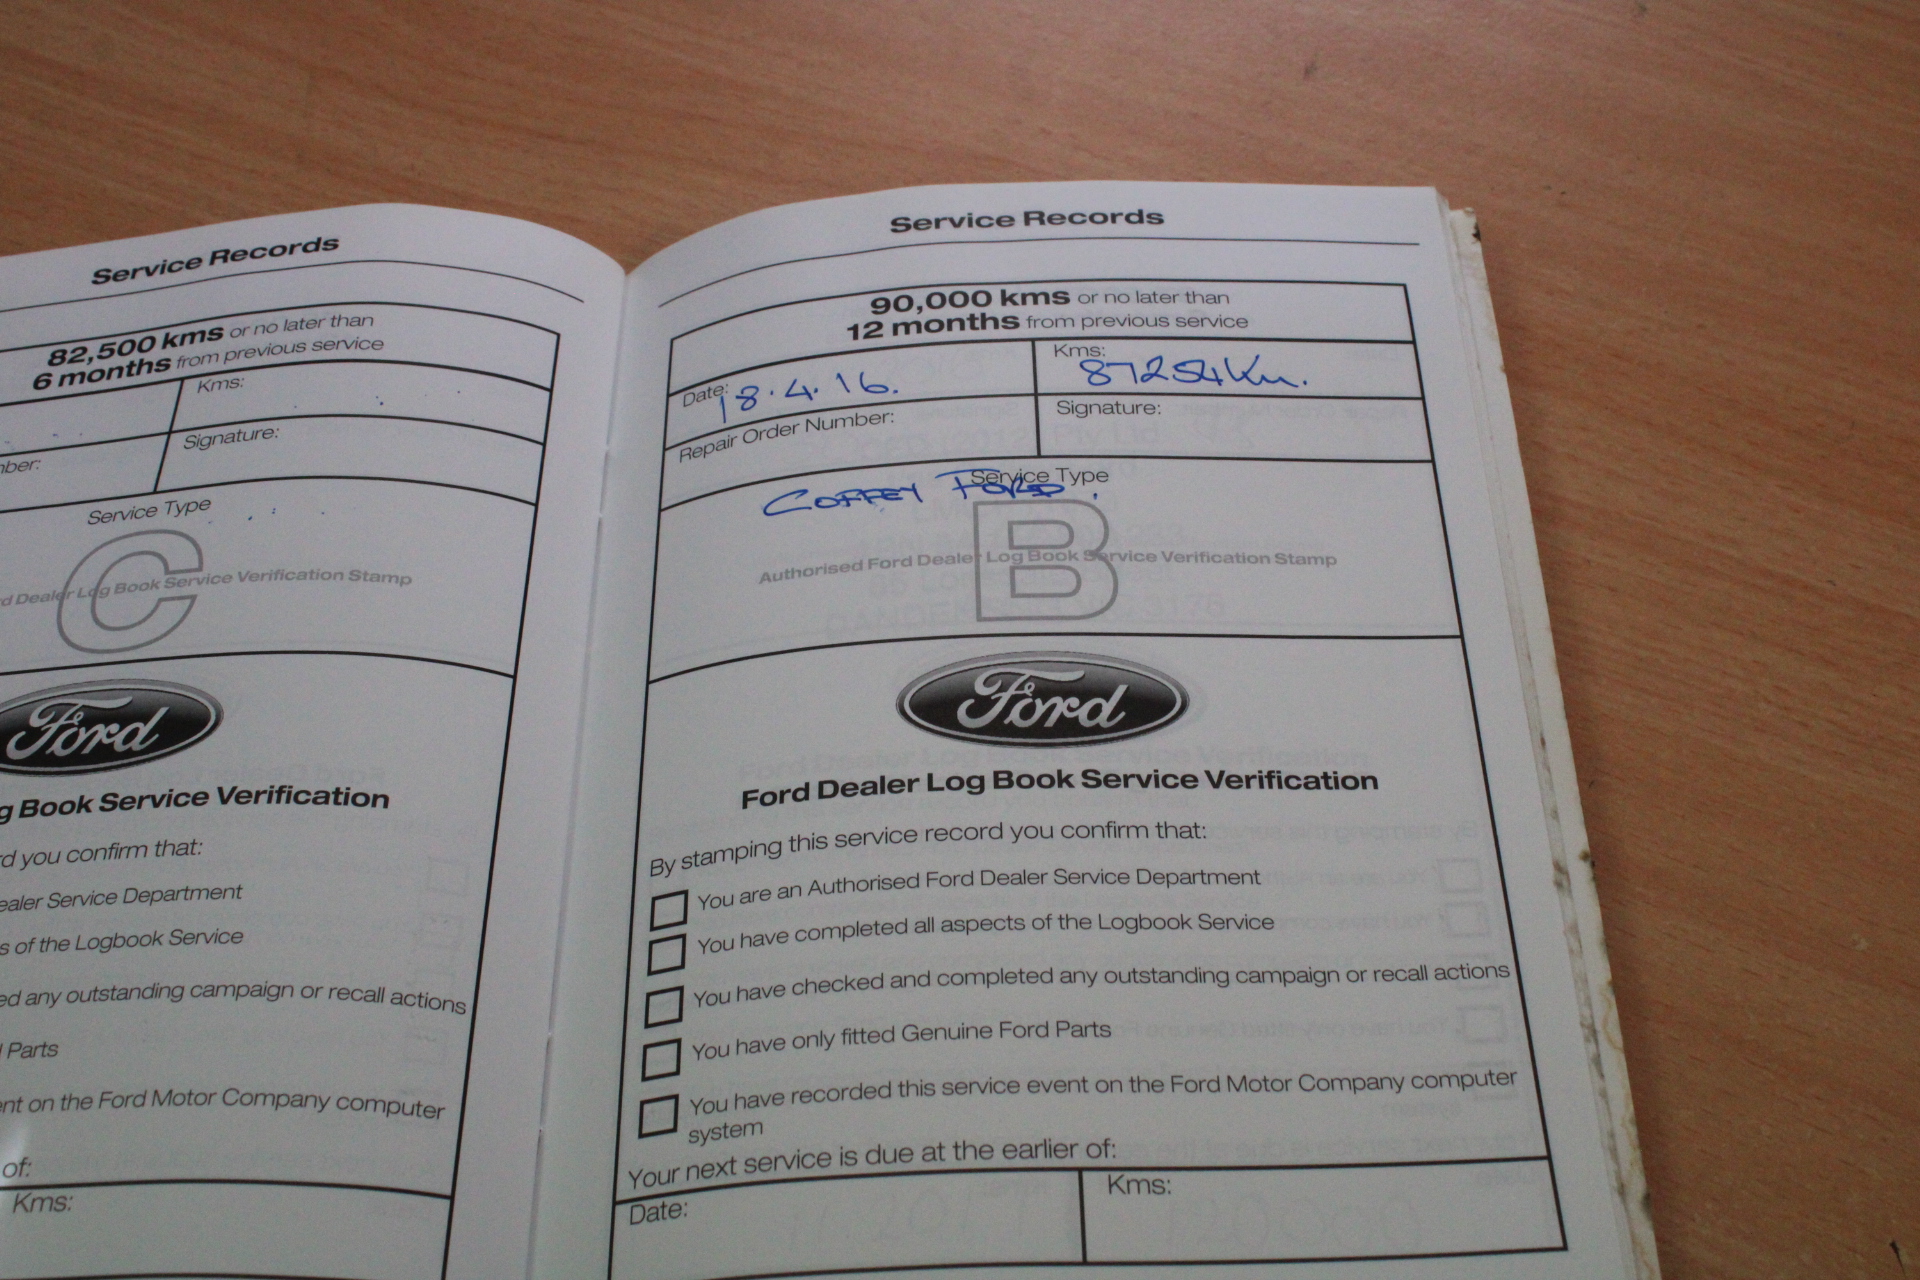 Service Records
82,500 kms or no later than
6 months from previous service
Kms:
Signature:
Service Type
C
Dealer Log Book Service Verification Stamp
Ford
Book Service Verification
you confirm that:
Service Department
of the Logbook Service
any outstanding campaign or recall actions
Parts
on the Ford Motor Company computer
of:
Kms:
Service Records
90,000 kms or no later than
12 months from previous service
Date: 18.4.16.
Kms: 87254Km.
Repair Order Number:
Signature:
Service Type
COFFEY FORD.
B
Authorised Ford Dealer Log Book Service Verification Stamp
Ford
Ford Dealer Log Book Service Verification
By stamping this service record you confirm that:
You are an Authorised Ford Dealer Service Department
You have completed all aspects of the Logbook Service
You have checked and completed any outstanding campaign or recall actions
You have only fitted Genuine Ford Parts
You have recorded this service event on the Ford Motor Company computer
system
Your next service is due at the earlier of:
Date:
Kms: